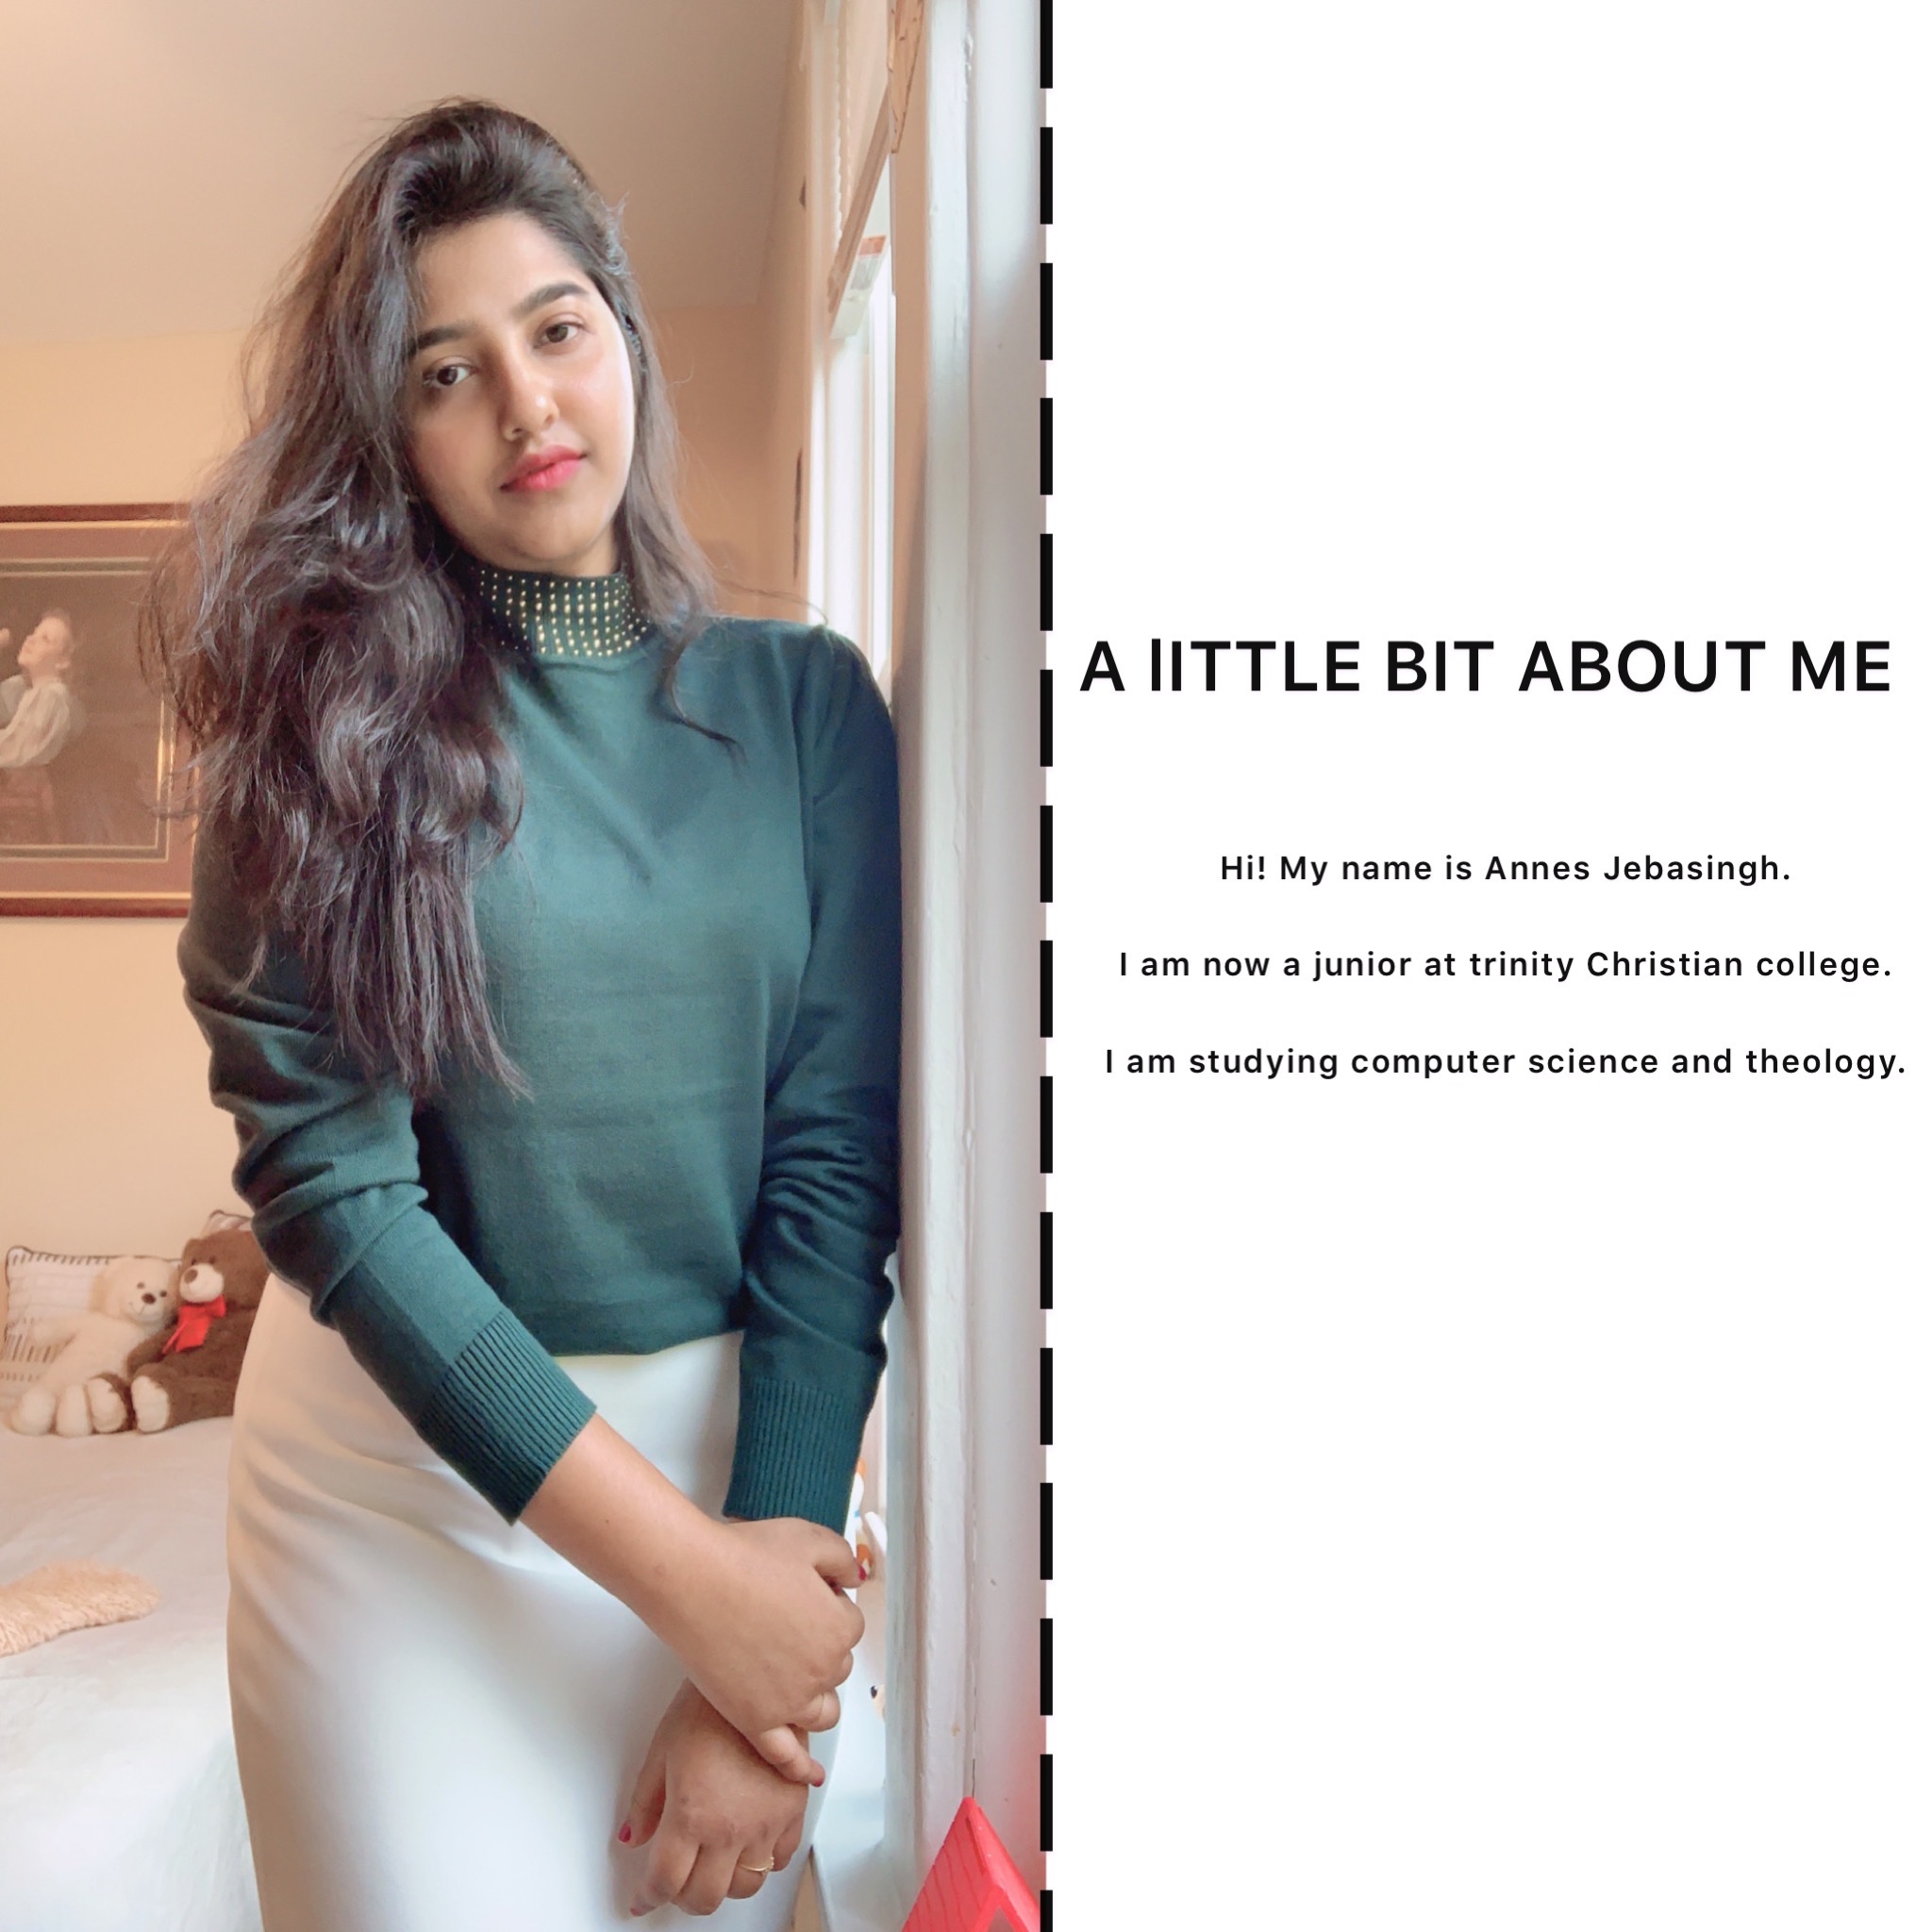 A lITTLE BIT ABOUT ME
Hi! My name is Annes Jebasingh.
I am now a junior at trinity Christian college.
I am studying computer science and theology.